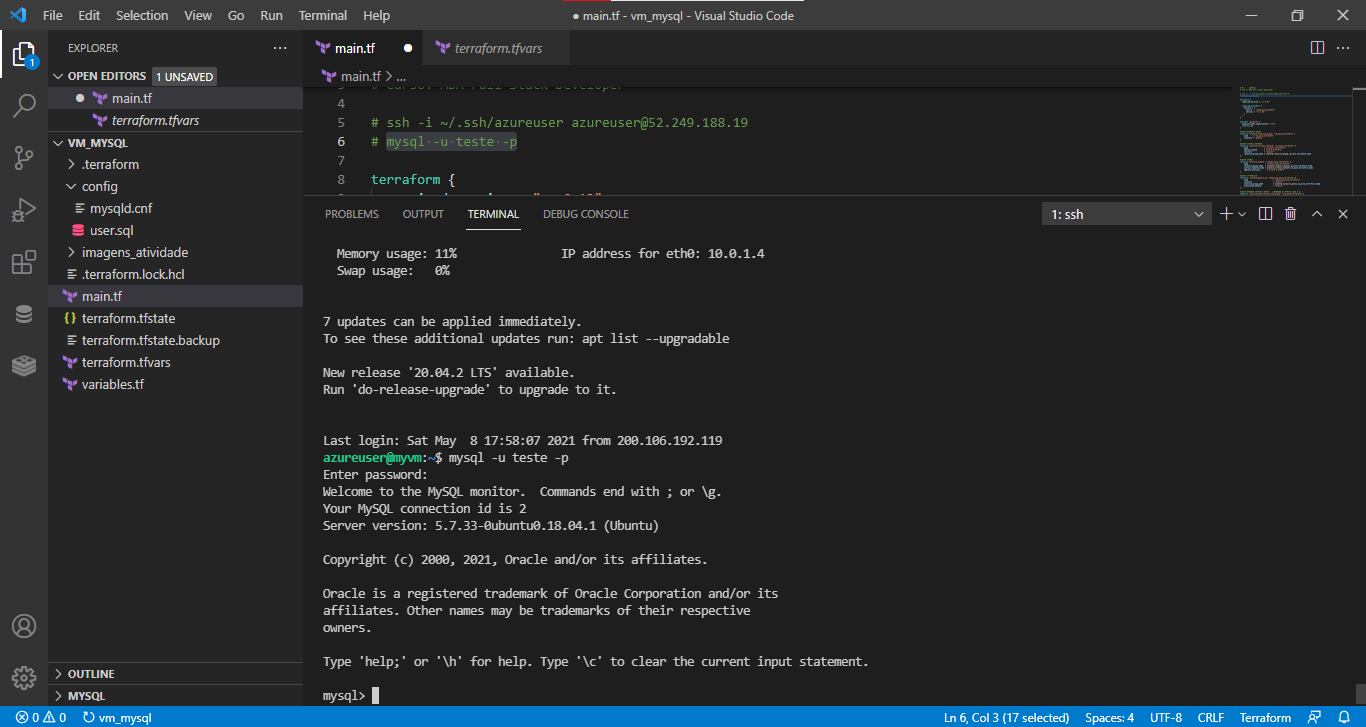 File Edit Selection View Go Run Terminal Help
● main.tf - vm_mysql - Visual Studio Code
EXPLORER
OPEN EDITORS 1 UNSAVED
main.tf
terraform.tfvars
VM_MYSQL
.terraform
config
mysqld.cnf
user.sql
imagens_atividade
.terraform.lock.hcl
main.tf
terraform.tfstate
terraform.tfstate.backup
terraform.tfvars
variables.tf
OUTLINE
MYSQL
1
main.tf
terraform.tfvars
main.tf > ...
4
5 # ssh -i ~/.ssh/azureuser azureuser@52.249.188.19
6 # mysql -u teste -p
7
8 terraform {
PROBLEMS OUTPUT TERMINAL DEBUG CONSOLE
1: ssh
Memory usage: 11% IP address for eth0: 10.0.1.4
Swap usage: 0%
7 updates can be applied immediately.
To see these additional updates run: apt list --upgradable
New release '20.04.2 LTS' available.
Run 'do-release-upgrade' to upgrade to it.
Last login: Sat May  8 17:58:07 2021 from 200.106.192.119
azureuser@myvm:~$ mysql -u teste -p
Enter password:
Welcome to the MySQL monitor.  Commands end with ; or \g.
Your MySQL connection id is 2
Server version: 5.7.33-0ubuntu0.18.04.1 (Ubuntu)
Copyright (c) 2000, 2021, Oracle and/or its affiliates.
Oracle is a registered trademark of Oracle Corporation and/or its
affiliates. Other names may be trademarks of their respective
owners.
Type 'help;' or '\h' for help. Type '\c' to clear the current input statement.
mysql>
0 0 vm_mysql
Ln 6, Col 3 (17 selected) Spaces: 4 UTF-8 CRLF Terraform